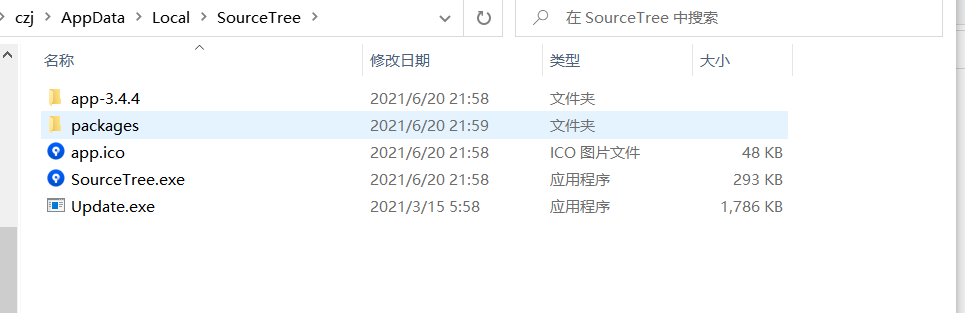 czj > AppData > Local > SourceTree > 在 SourceTree 中搜索
名称 修改日期 类型 大小
app-3.4.4 2021/6/20 21:58 文件夹
packages 2021/6/20 21:59 文件夹
app.ico 2021/6/20 21:58 ICO 图片文件 48 KB
SourceTree.exe 2021/6/20 21:58 应用程序 293 KB
Update.exe 2021/3/15 5:58 应用程序 1,786 KB